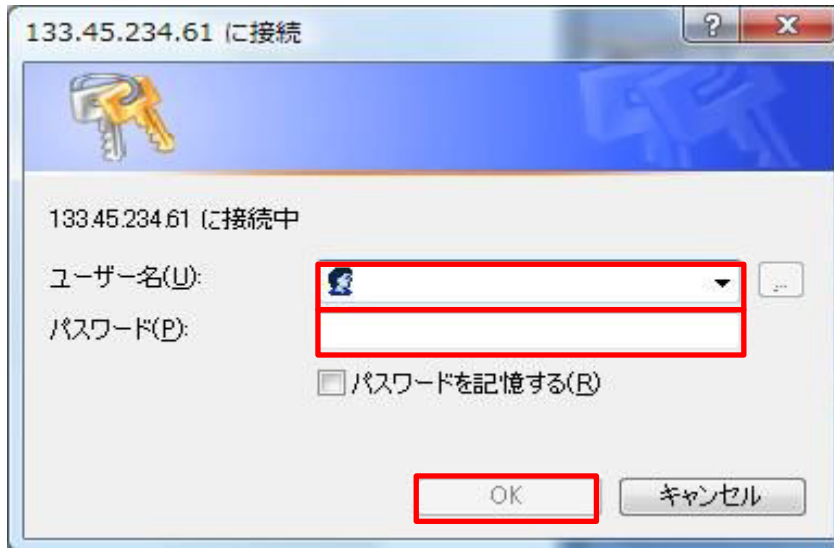 133.45.234.61 に接続
?
133.45.234.61 に接続中
ユーザー名(U):
...
パスワード(P):
パスワードを記憶する(R)
OK
キャンセル